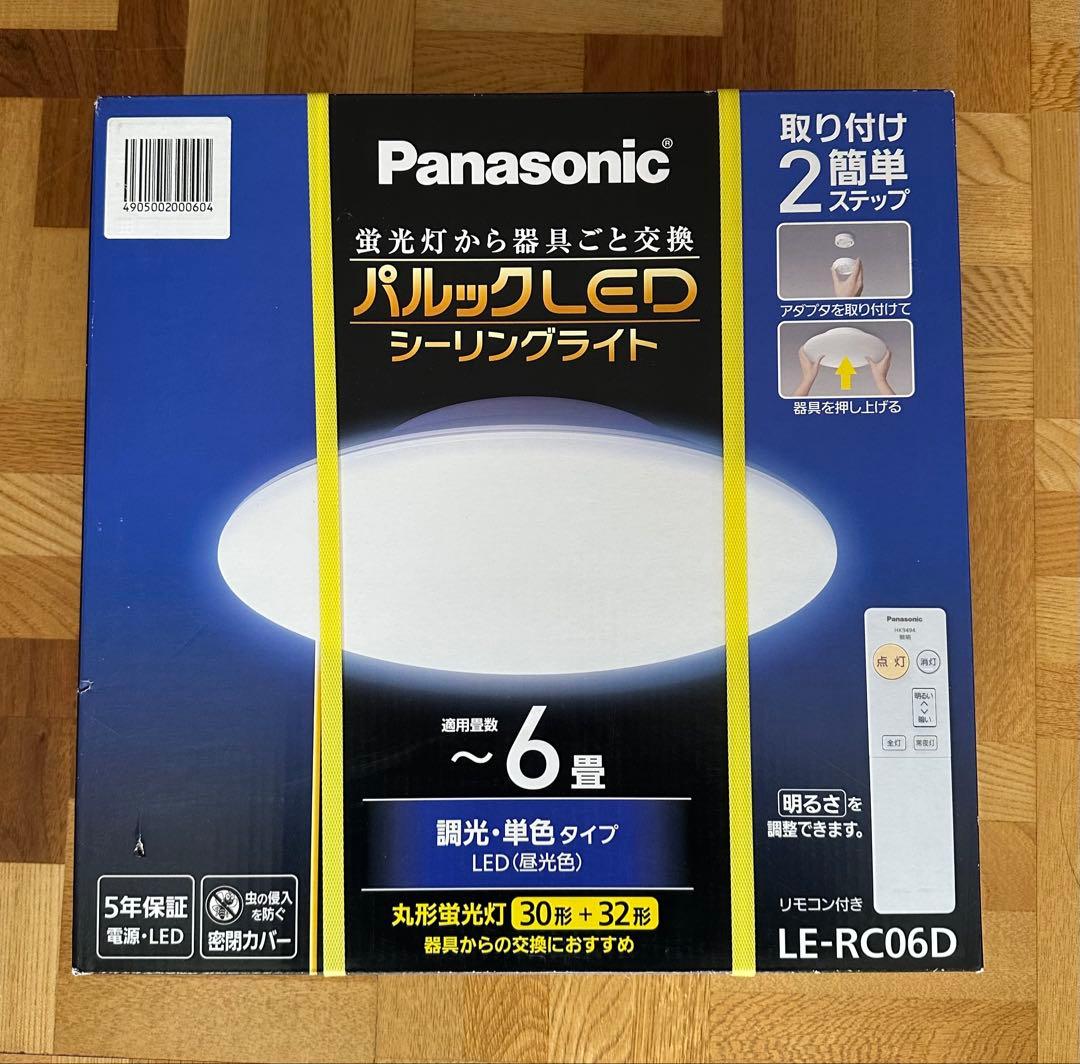 4905002000604
Panasonic®
蛍光灯から器具ごと交換
パルックLED
シーリングライト
取り付け
簡単
2ステップ
アダプタを取り付けて
器具を押し上げる
適用畳数
～6畳
調光・単色タイプ
LED(昼光色)
丸形蛍光灯 30形+32形
器具からの交換におすすめ
5年保証
電源・LED
虫の侵入
を防ぐ
密閉カバー
Panasonic
HK9494
照明
点灯 消灯
明るい
暗い
全灯 常夜灯
明るさを
調整できます。
リモコン付き
LE-RC06D